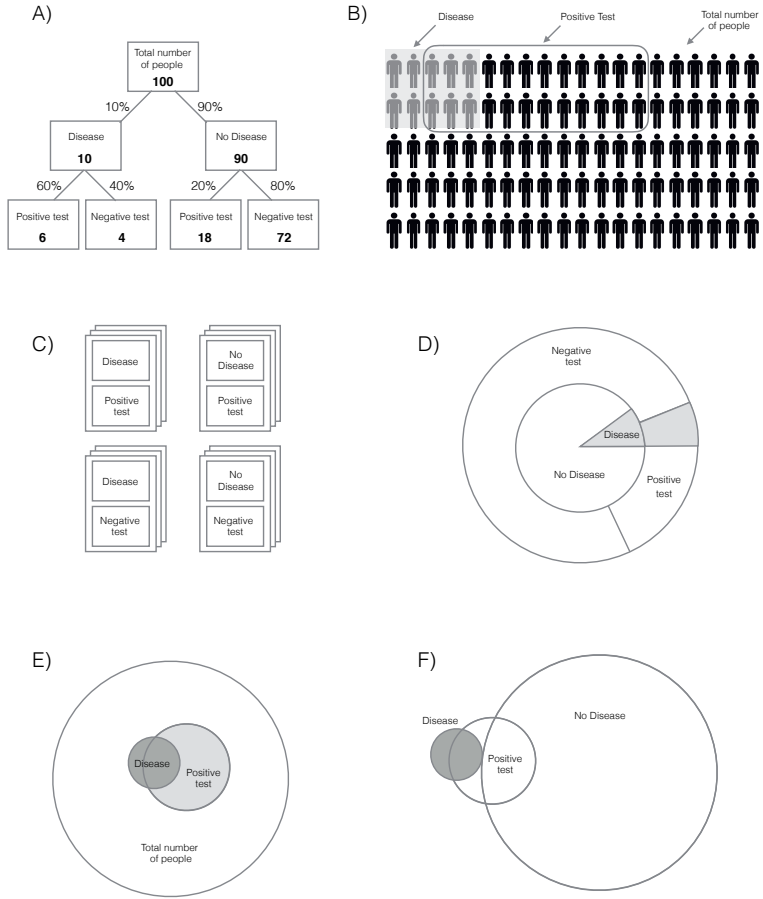 A)
Total number
of people
100
10%
90%
Disease
10
No Disease
90
60%
40%
20%
80%
Positive test
6
Negative test
4
Positive test
18
Negative test
72
B)
Disease
Positive Test
Total number
of people
C)
Disease
Positive
test
No
Disease
Positive
test
Disease
Negative
test
No
Disease
Negative
test
D)
Negative
test
Disease
No Disease
Positive
test
E)
Disease
Positive
test
Total number
of people
F)
Disease
No Disease
Positive
test